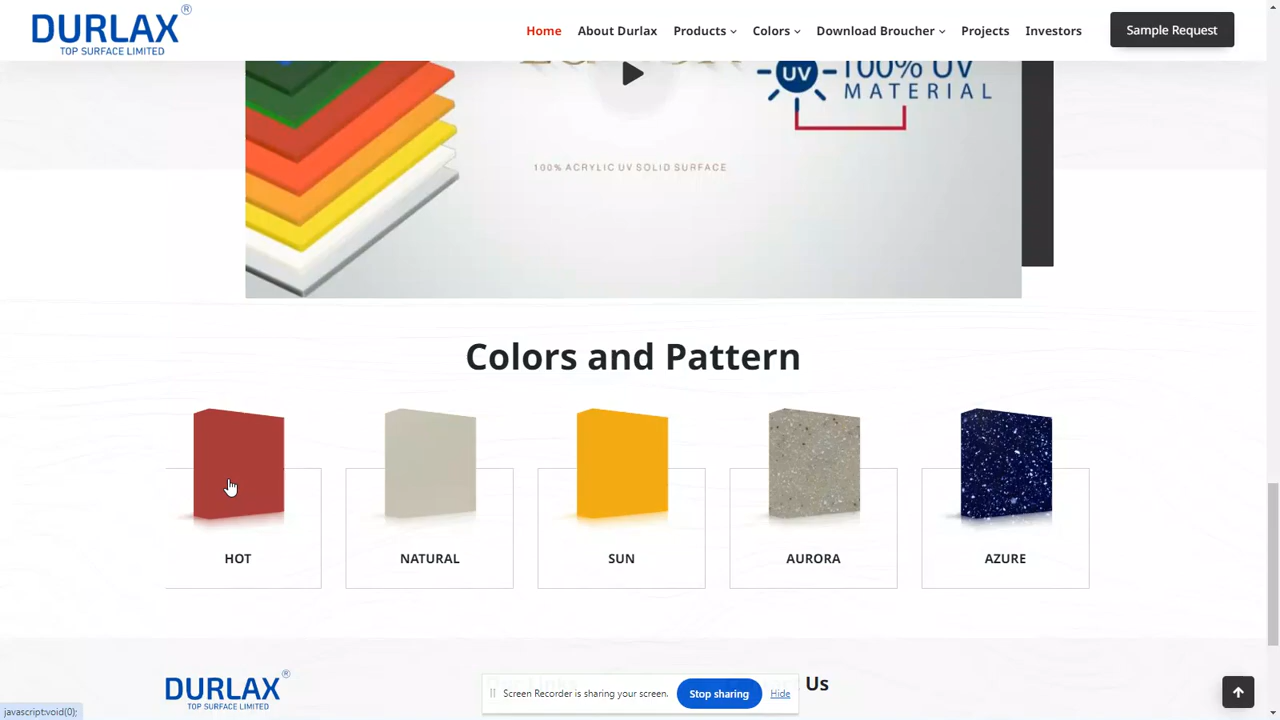 DURLAX®
TOP SURFACE LIMITED
Home
About Durlax
Products
Colors
Download Broucher
Projects
Investors
Sample Request
UV
100% UV
MATERIAL
100% ACRYLIC UV SOLID SURFACE
Colors and Pattern
HOT
NATURAL
SUN
AURORA
AZURE
DURLAX®
TOP SURFACE LIMITED
Us
Screen Recorder is sharing your screen.
Stop sharing
Hide
javascript:void(0);